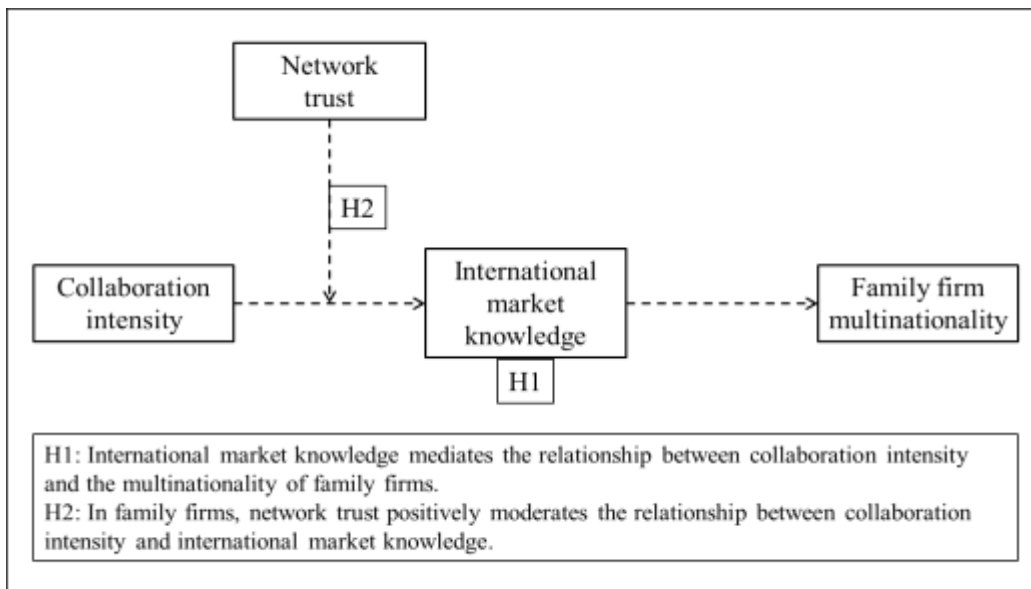 Network
trust
H2
Collaboration
intensity
International
market
knowledge
Family firm
multinationality
H1
H1: International market knowledge mediates the relationship between collaboration intensity
and the multinationality of family firms.
H2: In family firms, network trust positively moderates the relationship between collaboration
intensity and international market knowledge.